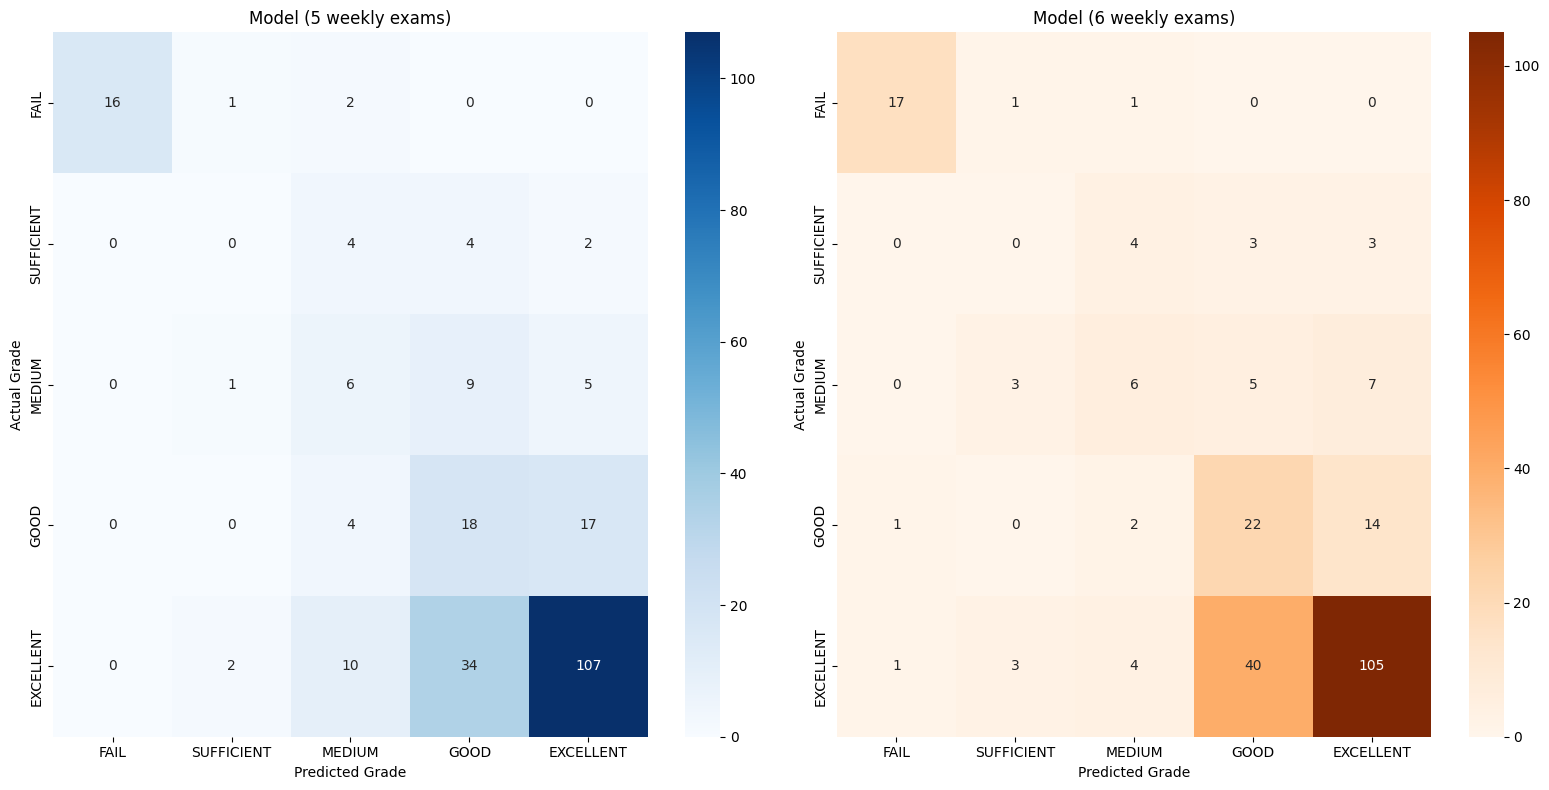 Model (5 weekly exams)
FAIL 16 1 2 0 0
SUFFICIENT 0 0 4 4 2
MEDIUM 0 1 6 9 5
GOOD 0 0 4 18 17
EXCELLENT 0 2 10 34 107
Actual Grade
FAIL SUFFICIENT MEDIUM GOOD EXCELLENT
Predicted Grade
100
80
60
40
20
0
Model (6 weekly exams)
FAIL 17 1 1 0 0
SUFFICIENT 0 0 4 3 3
MEDIUM 0 3 6 5 7
GOOD 1 0 2 22 14
EXCELLENT 1 3 4 40 105
Actual Grade
FAIL SUFFICIENT MEDIUM GOOD EXCELLENT
Predicted Grade
100
80
60
40
20
0